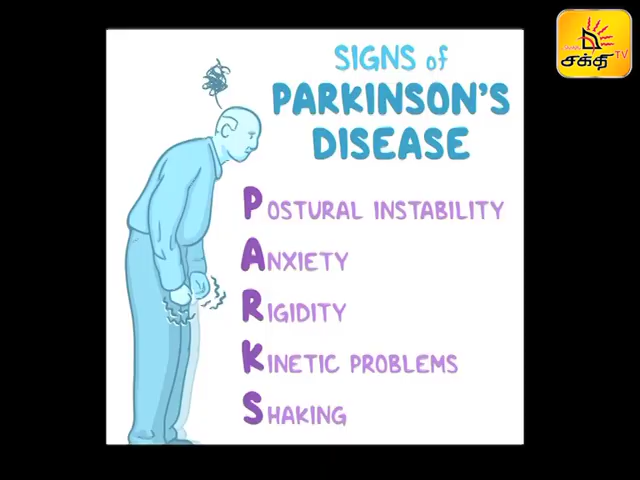 SIGNS of
PARKINSON'S
DISEASE
POSTURAL INSTABILITY
ANXIETY
RIGIDITY
KINETIC PROBLEMS
SHAKING
சக்தி TV